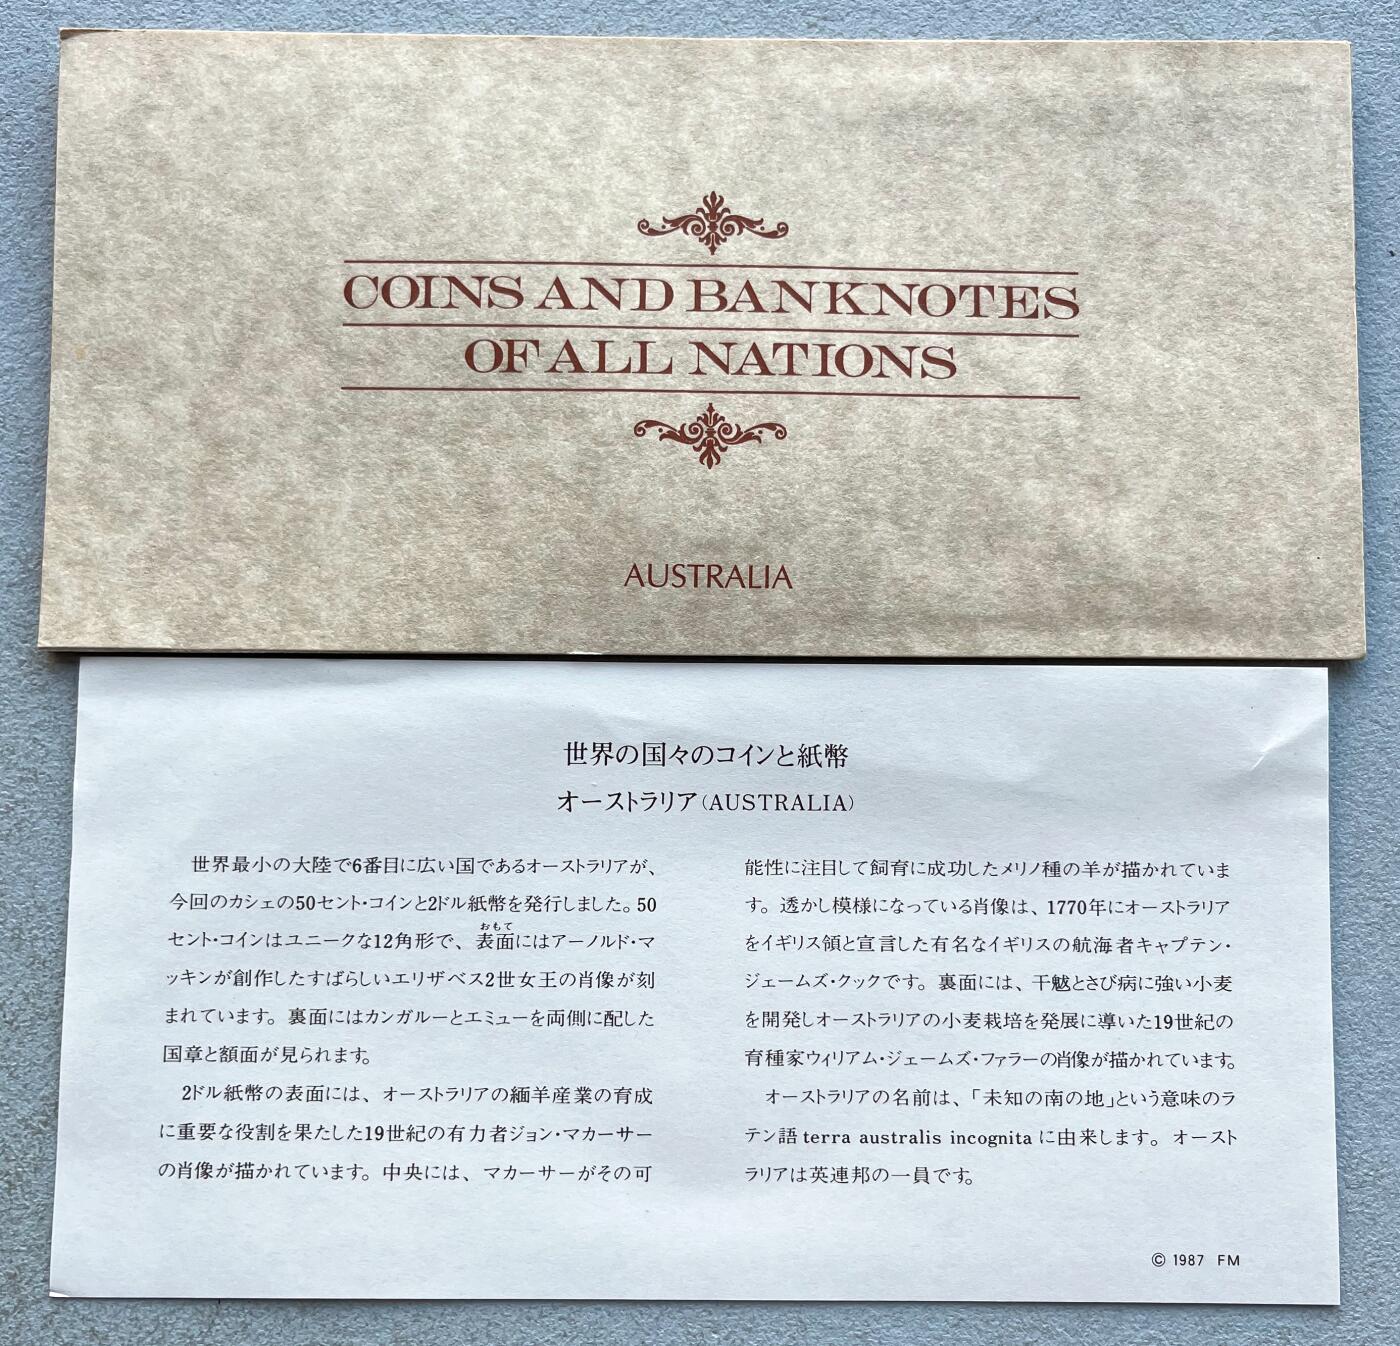 COINS AND BANKNOTES
OF ALL NATIONS
AUSTRALIA
世界の国々のコインと紙幣
オーストラリア(AUSTRALIA)
世界最小の大陸で6番目に広い国であるオーストラリアが、
今回のカシェの50セント・コインと2ドル紙幣を発行しました。50
セント・コインはユニークな12角形で、表面にはアーノルド・マ
おもて
ッキンが創作したすばらしいエリザベス2世女王の肖像が刻
まれています。裏面にはカンガルーとエミューを両側に配した
国章と額面が見られます。
2ドル紙幣の表面には、オーストラリアの緬羊産業の育成
に重要な役割を果たした19世紀の有力者ジョン・マカーサー
の肖像が描かれています。中央には、マカーサーがその可
能性に注目して飼育に成功したメリノ種の羊が描かれていま
す。透かし模様になっている肖像は、1770年にオーストラリア
をイギリス領と宣言した有名なイギリスの航海者キャプテン・
ジェームズ・クックです。裏面には、干魃とさび病に強い小麦
を開発しオーストラリアの小麦栽培を発展に導いた19世紀の
育種家ウィリアム・ジェームズ・ファラーの肖像が描かれています。
オーストラリアの名前は、「未知の南の地」という意味のラ
テン語 terra australis incognita に由来します。オースト
ラリアは英連邦の一員です。
© 1987 FM